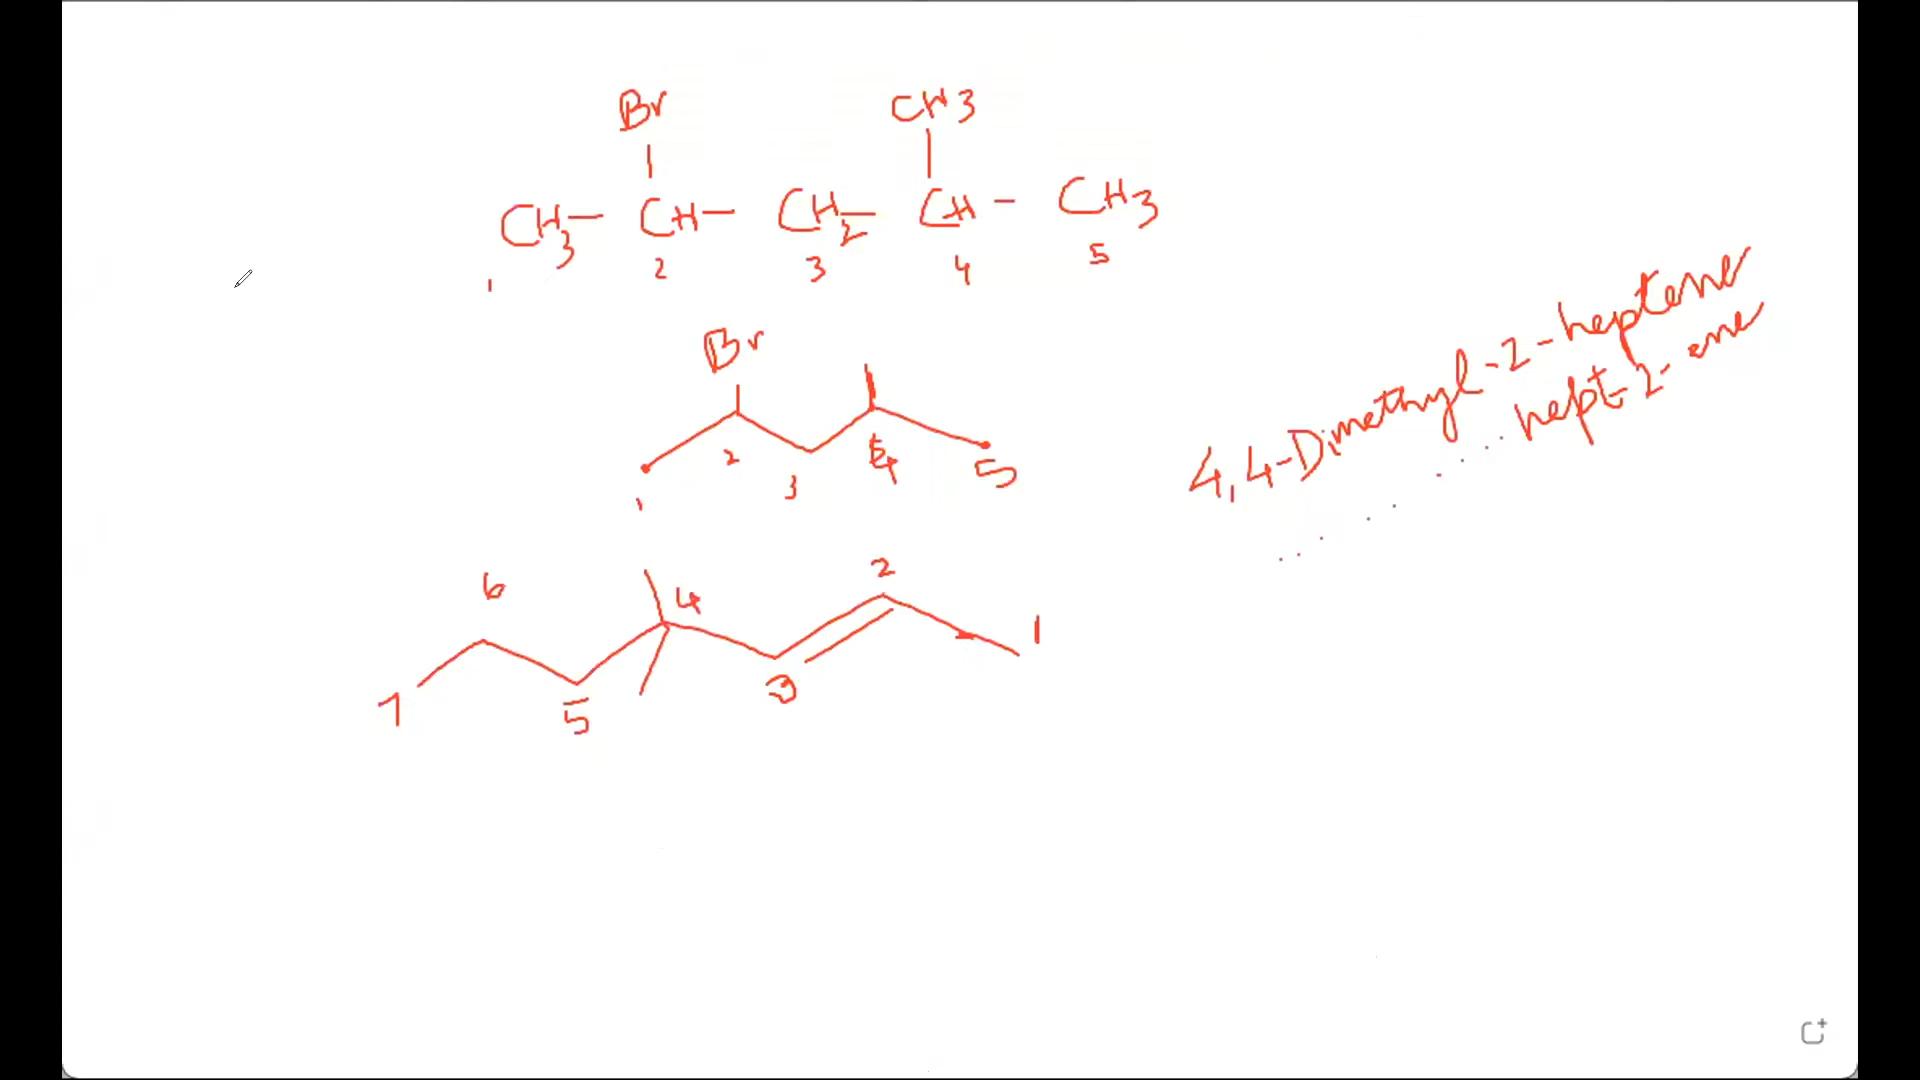 Br CH3
CH3- CH- CH2- CH - CH3
1 2 3 4 5
Br
2 3 4 5
1
4,4-Dimethyl-2-heptene
....... hept-2-ene
6 4 2 1
7 5 3